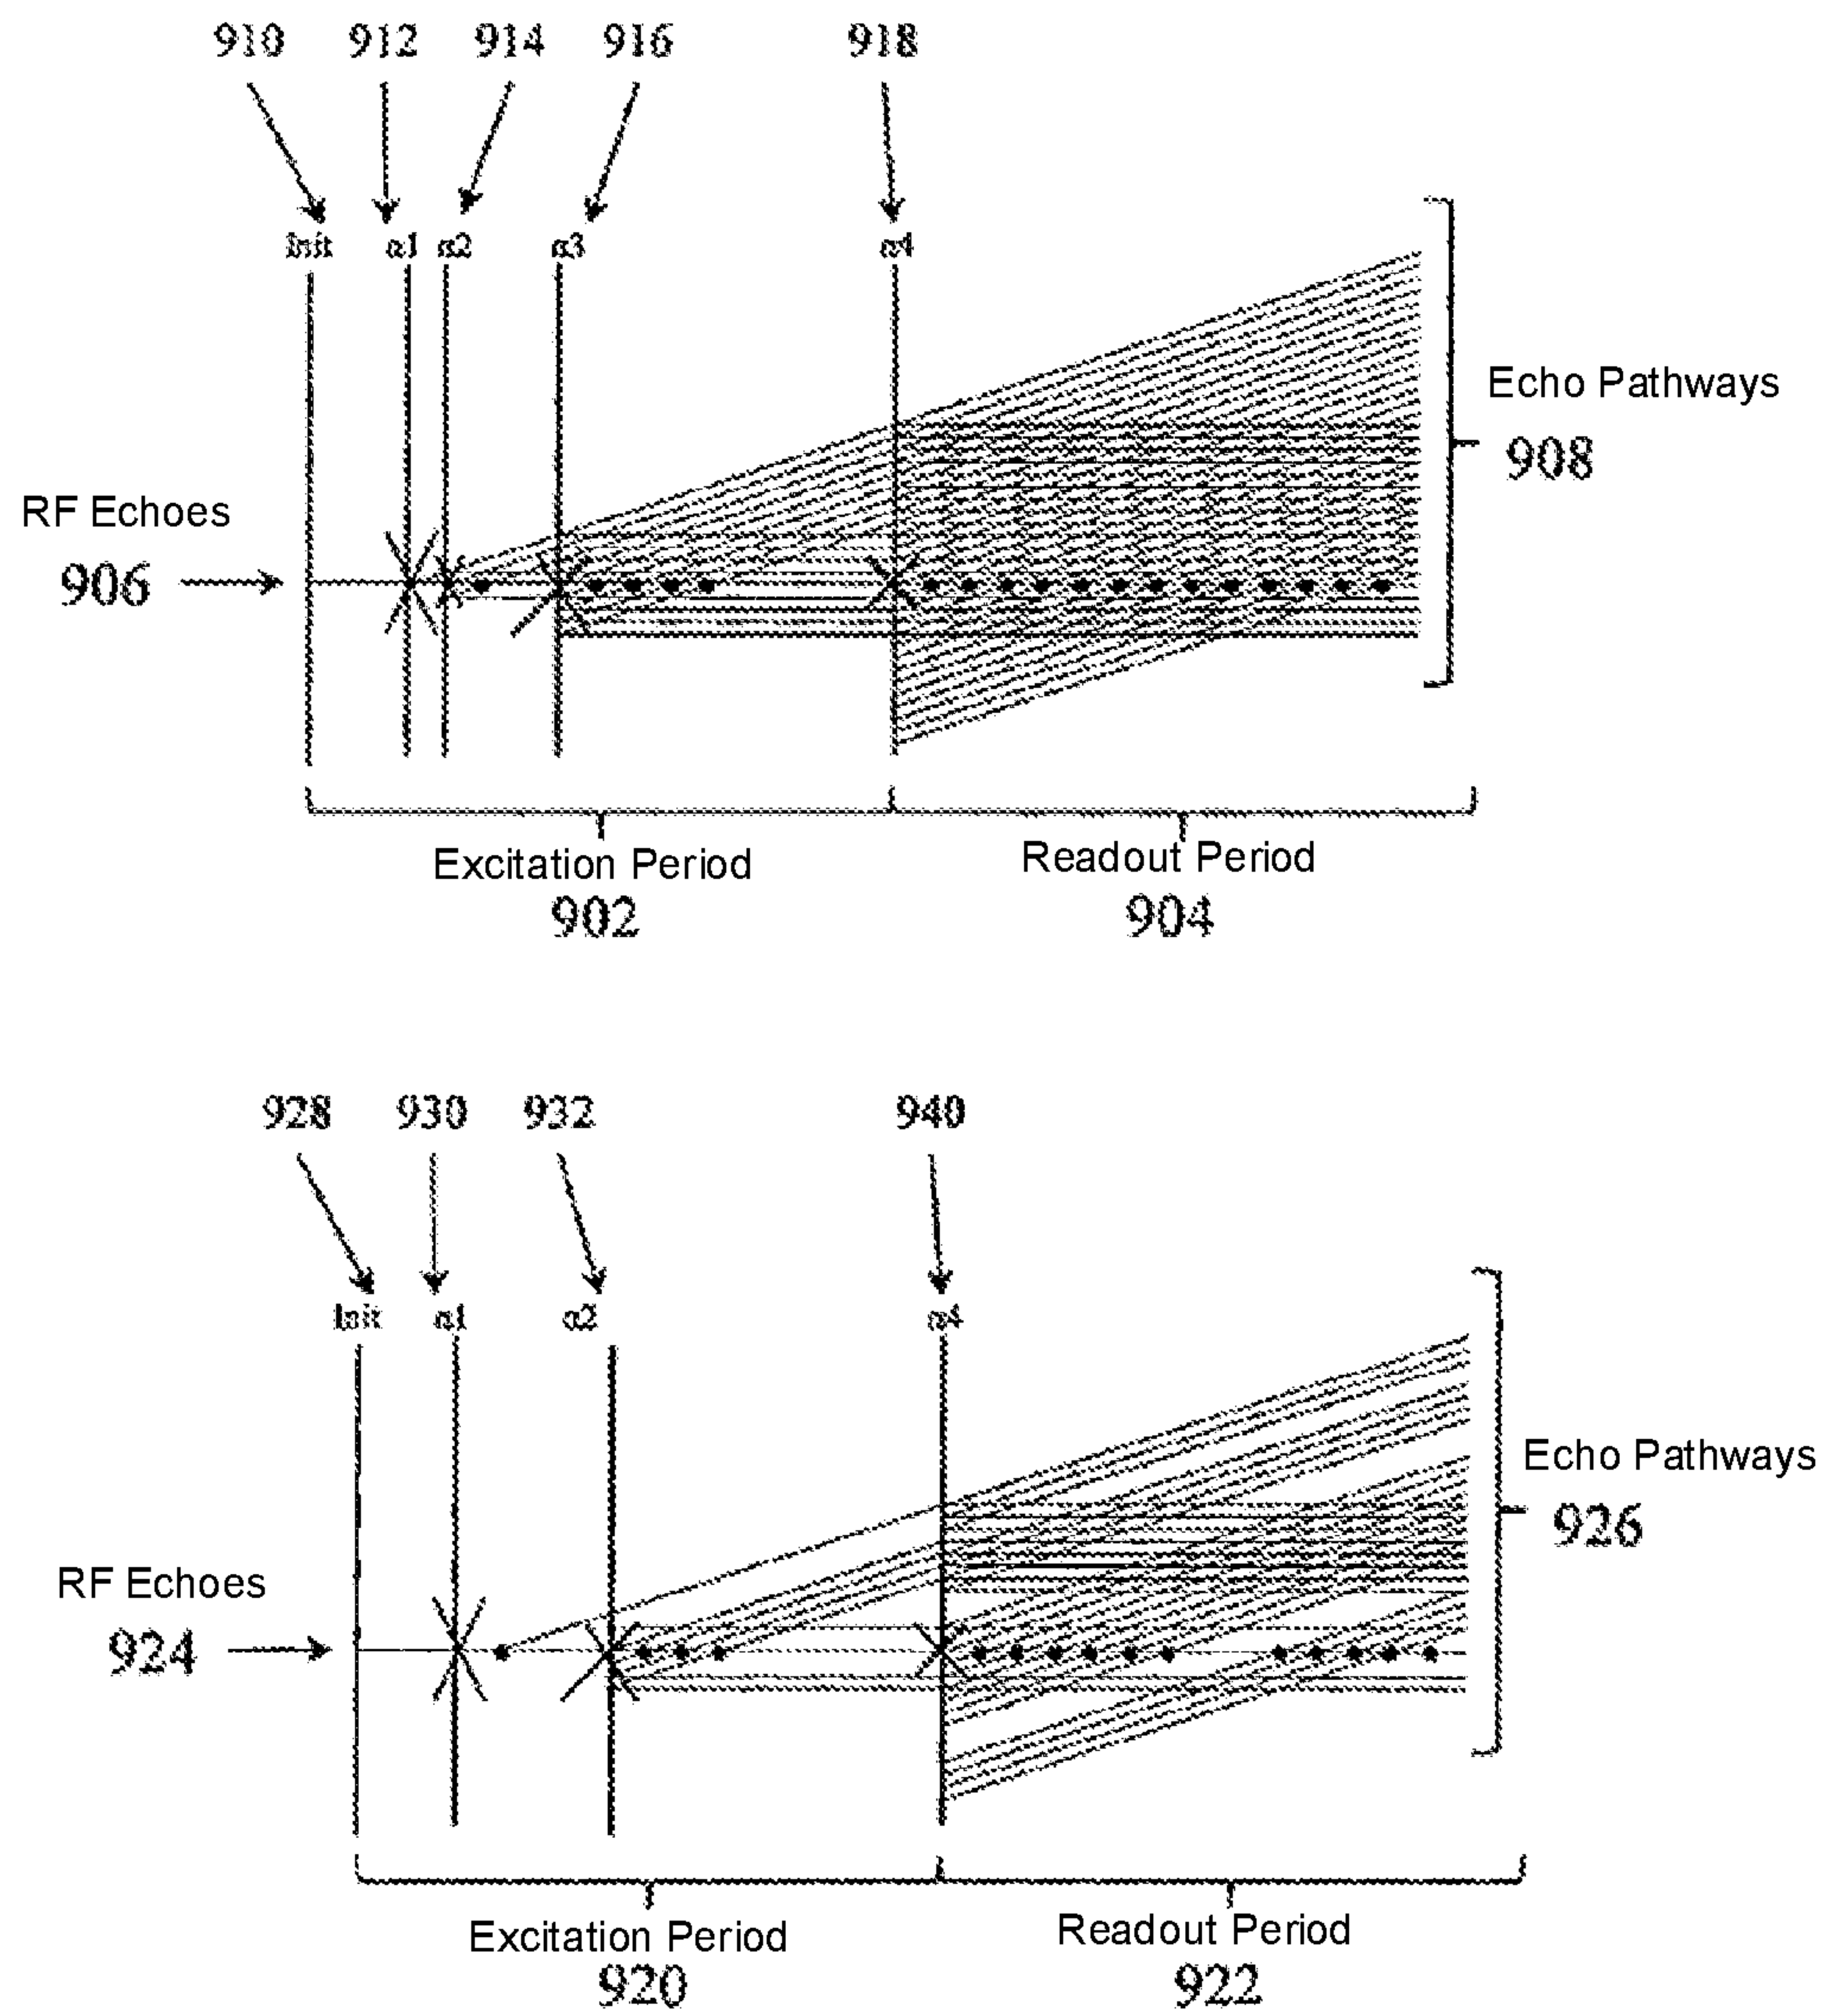 910 912 914 916 918
Init α1 α2 α3 α4
Echo Pathways
908
RF Echoes
906
Excitation Period
902
Readout Period
904
928 930 932 940
Init α1 α2 α4
Echo Pathways
926
RF Echoes
924
Excitation Period
920
Readout Period
922